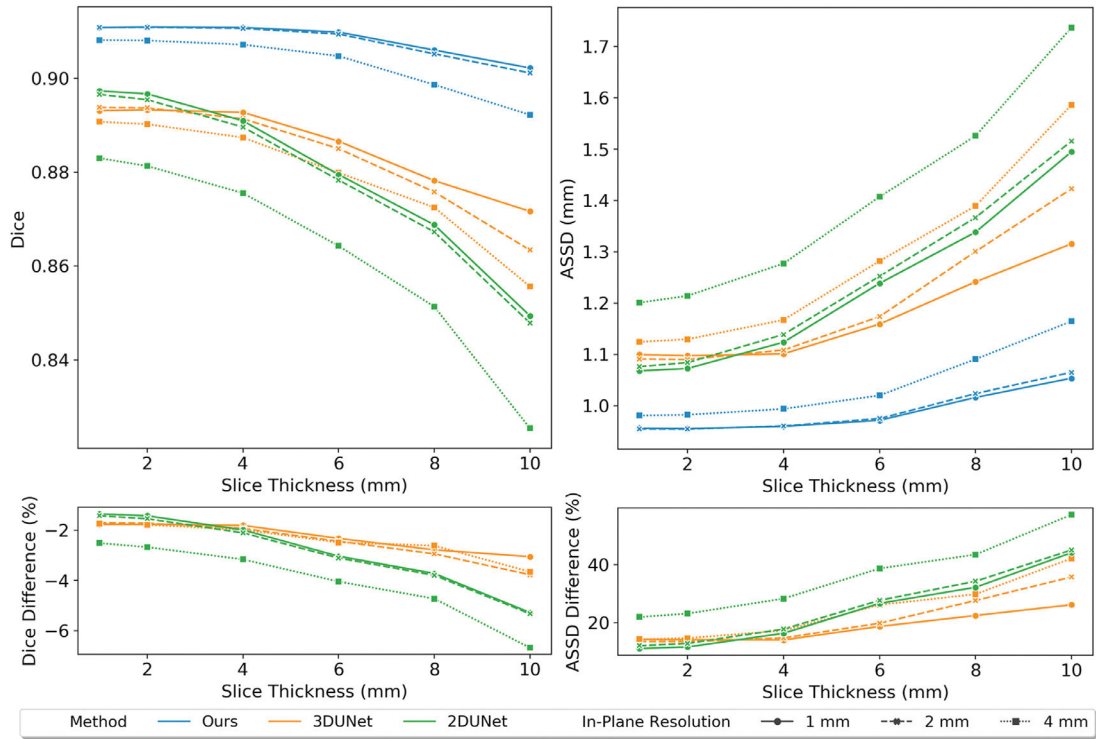 0.90
0.88
0.86
0.84
Dice
2 4 6 8 10
Slice Thickness (mm)
1.7
1.6
1.5
1.4
1.3
1.2
1.1
1.0
ASSD (mm)
2 4 6 8 10
Slice Thickness (mm)
−2
−4
−6
Dice Difference (%)
2 4 6 8 10
Slice Thickness (mm)
40
20
ASSD Difference (%)
2 4 6 8 10
Slice Thickness (mm)
Method Ours 3DUNet 2DUNet In-Plane Resolution 1 mm 2 mm 4 mm